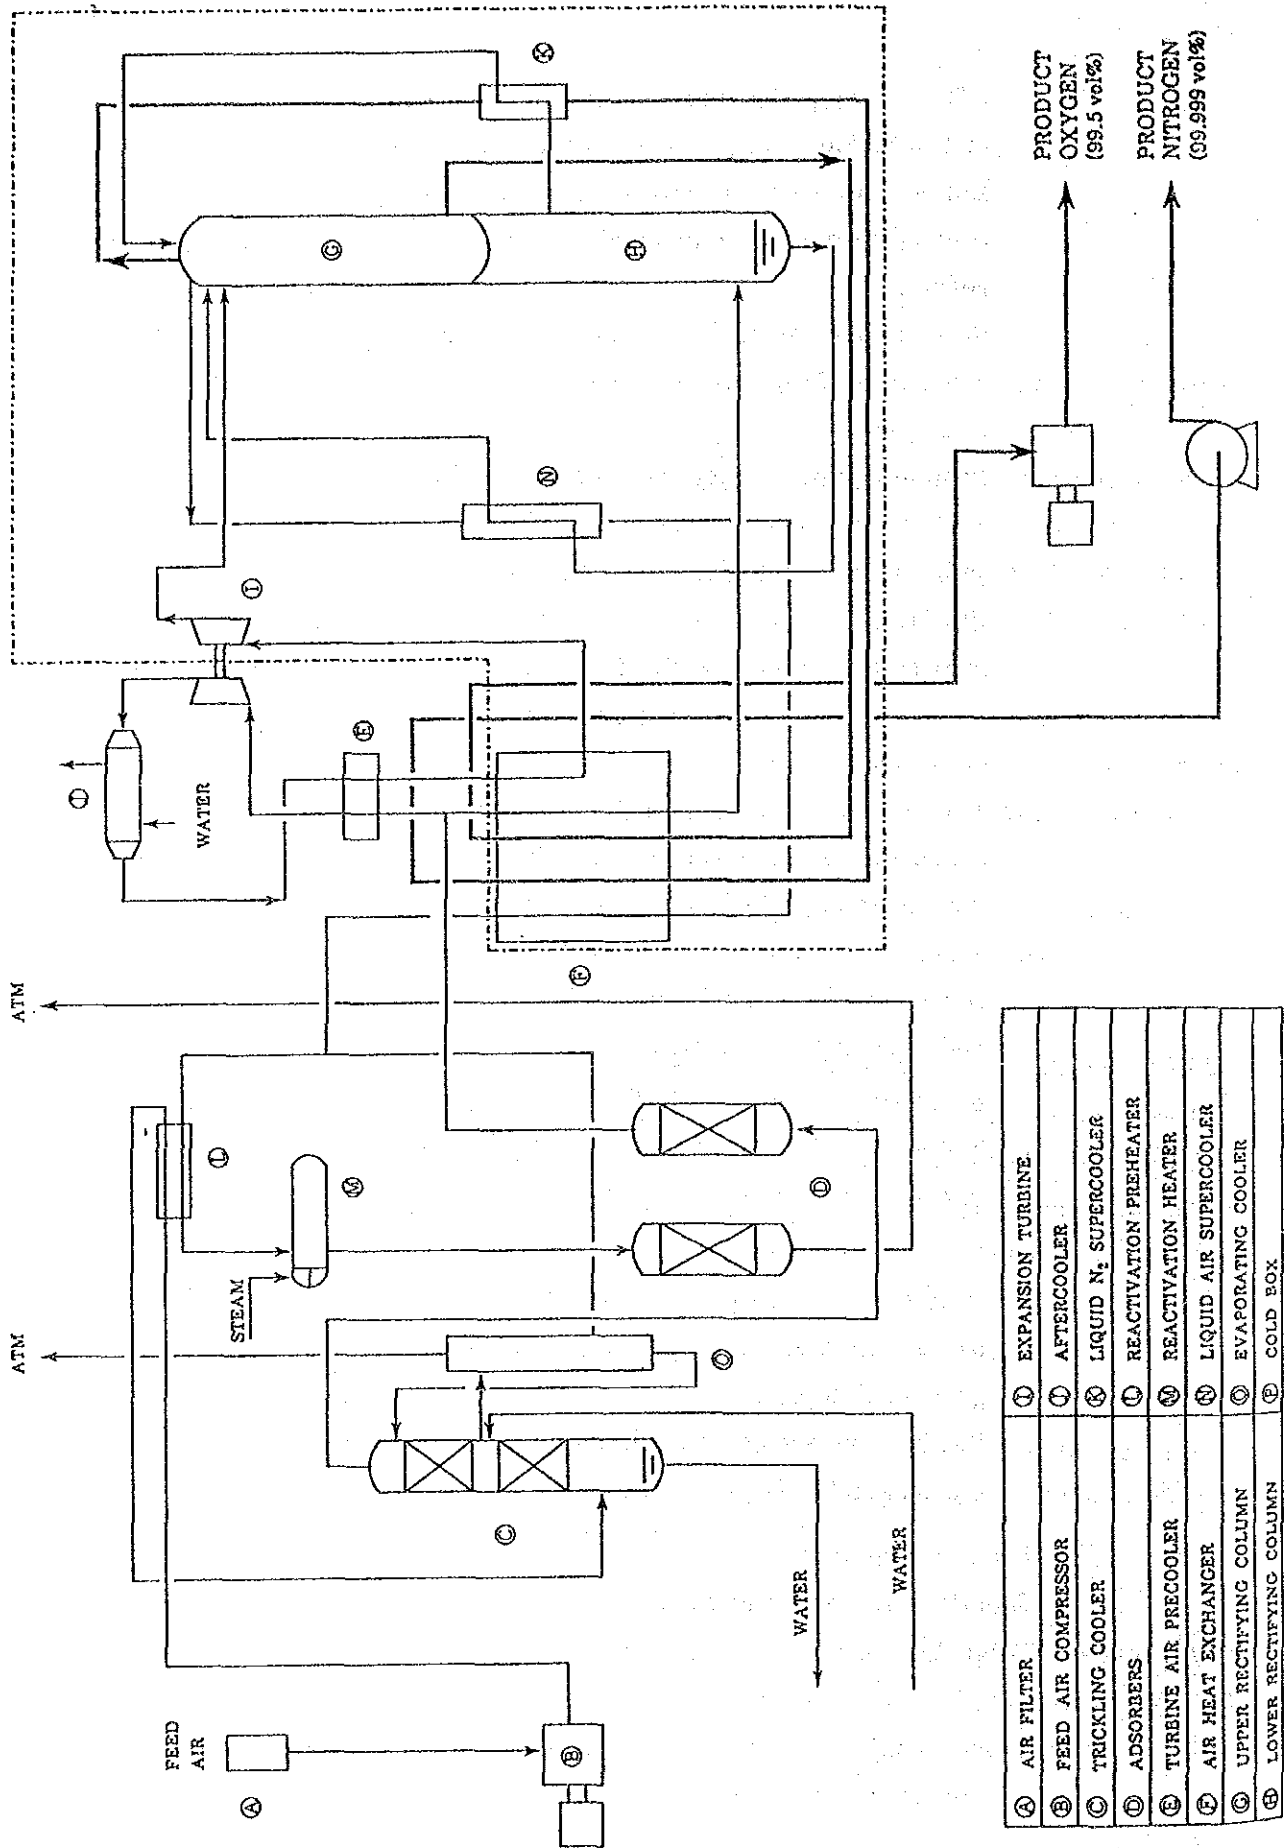 FEED
AIR
Ⓐ
Ⓑ
Ⓒ
WATER
WATER
ATM
STEAM
Ⓛ
Ⓜ
Ⓞ
Ⓓ
ATM
Ⓕ
Ⓙ
WATER
Ⓔ
Ⓘ
Ⓝ
Ⓖ
Ⓗ
Ⓚ
PRODUCT
OXYGEN
(99.5 vol%)
PRODUCT
NITROGEN
(99.999 vol%)
Ⓐ AIR FILTER Ⓘ EXPANSION TURBINE
Ⓑ FEED AIR COMPRESSOR Ⓙ AFTERCOOLER
Ⓒ TRICKLING COOLER Ⓚ LIQUID N₂ SUPERCOOLER
Ⓓ ADSORBERS Ⓛ REACTIVATION PREHEATER
Ⓔ TURBINE AIR PRECOOLER Ⓜ REACTIVATION HEATER
Ⓕ AIR HEAT EXCHANGER Ⓝ LIQUID AIR SUPERCOOLER
Ⓖ UPPER RECTIFYING COLUMN Ⓞ EVAPORATING COOLER
Ⓗ LOWER RECTIFYING COLUMN Ⓟ COLD BOX